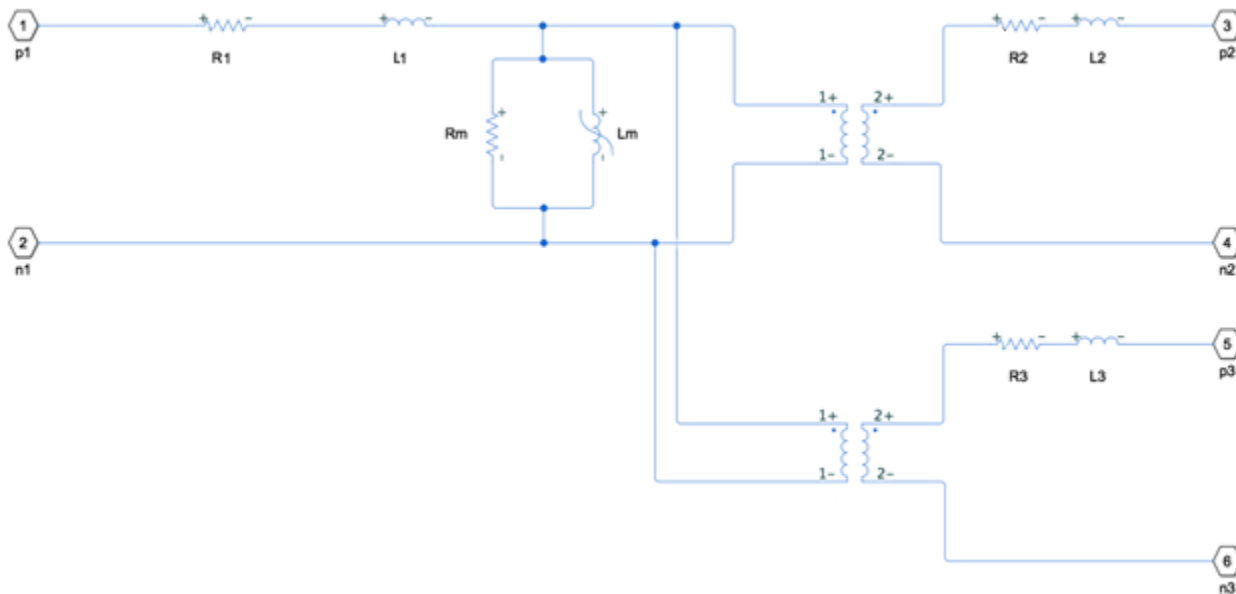 1
p1
+ -
R1
+ -
L1
+ -
R2
+ -
L2
3
p2
Rm
+
-
+
-
Lm
1+ 2+
1- 2-
2
n1
4
n2
+ -
R3
+ -
L3
5
p3
1+ 2+
1- 2-
6
n3